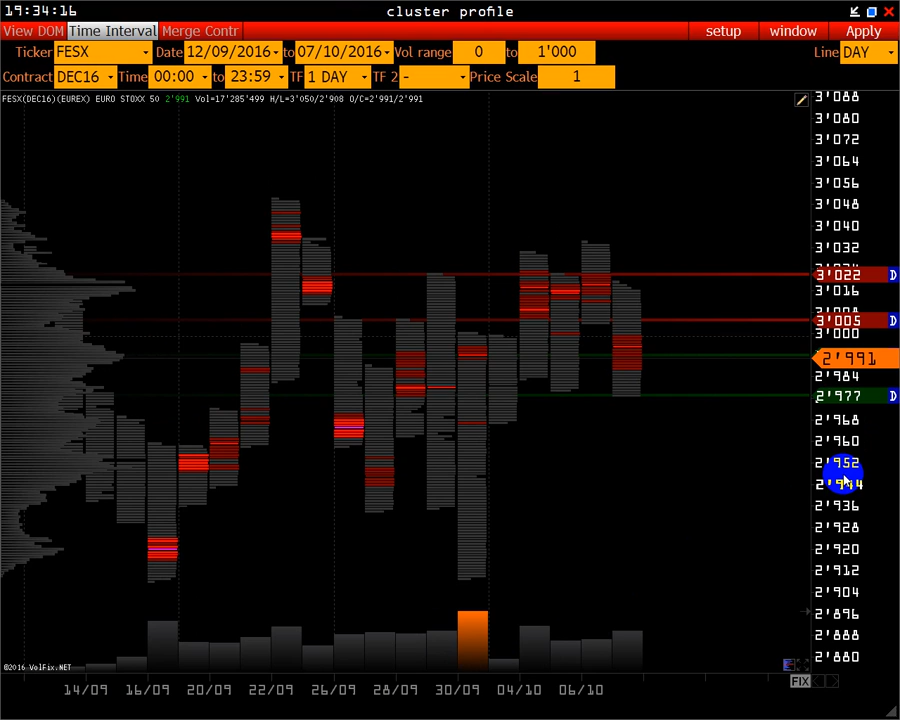 19:34:16 cluster profile
View DOM Time Interval Merge Contr setup window Apply
Ticker FESX Date 12/09/2016 to 07/10/2016 Vol range 0 to 1'000 Line DAY
Contract DEC16 Time 00:00 to 23:59 TF 1 DAY TF 2 - Price Scale 1
FESX(DEC16)(EUREX) EURO STOXX 50 2'991 Vol=17'285'499 H/L=3'050/2'908 O/C=2'991/2'991
3'088
3'080
3'072
3'064
3'056
3'048
3'040
3'032
3'022 D
3'016
3'005 D
3'000
2'991
2'984
2'977 D
2'968
2'960
2'952
2'944
2'936
2'928
2'920
2'912
2'904
2'896
2'888
2'880
©2016 VolFix.NET
FIX
14/09 16/09 20/09 22/09 26/09 28/09 30/09 04/10 06/10